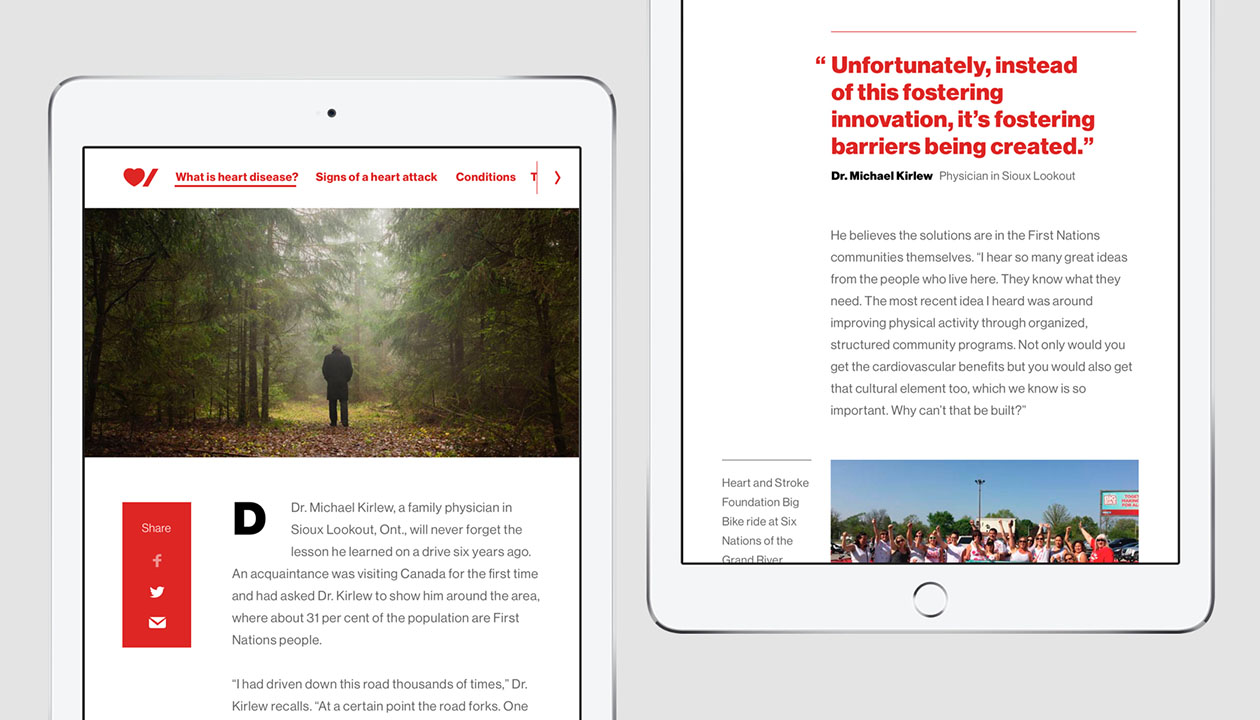 What is heart disease? Signs of a heart attack Conditions T
Share
D
Dr. Michael Kirlew, a family physician in
Sioux Lookout, Ont., will never forget the
lesson he learned on a drive six years ago.
An acquaintance was visiting Canada for the first time
and had asked Dr. Kirlew to show him around the area,
where about 31 per cent of the population are First
Nations people.
“I had driven down this road thousands of times,” Dr.
Kirlew recalls. “At a certain point the road forks. One
“ Unfortunately, instead
of this fostering
innovation, it’s fostering
barriers being created.”
Dr. Michael Kirlew Physician in Sioux Lookout
He believes the solutions are in the First Nations
communities themselves. “I hear so many great ideas
from the people who live here. They know what they
need. The most recent idea I heard was around
improving physical activity through organized,
structured community programs. Not only would you
get the cardiovascular benefits but you would also get
that cultural element too, which we know is so
important. Why can’t that be built?”
Heart and Stroke
Foundation Big
Bike ride at Six
Nations of the
Grand River